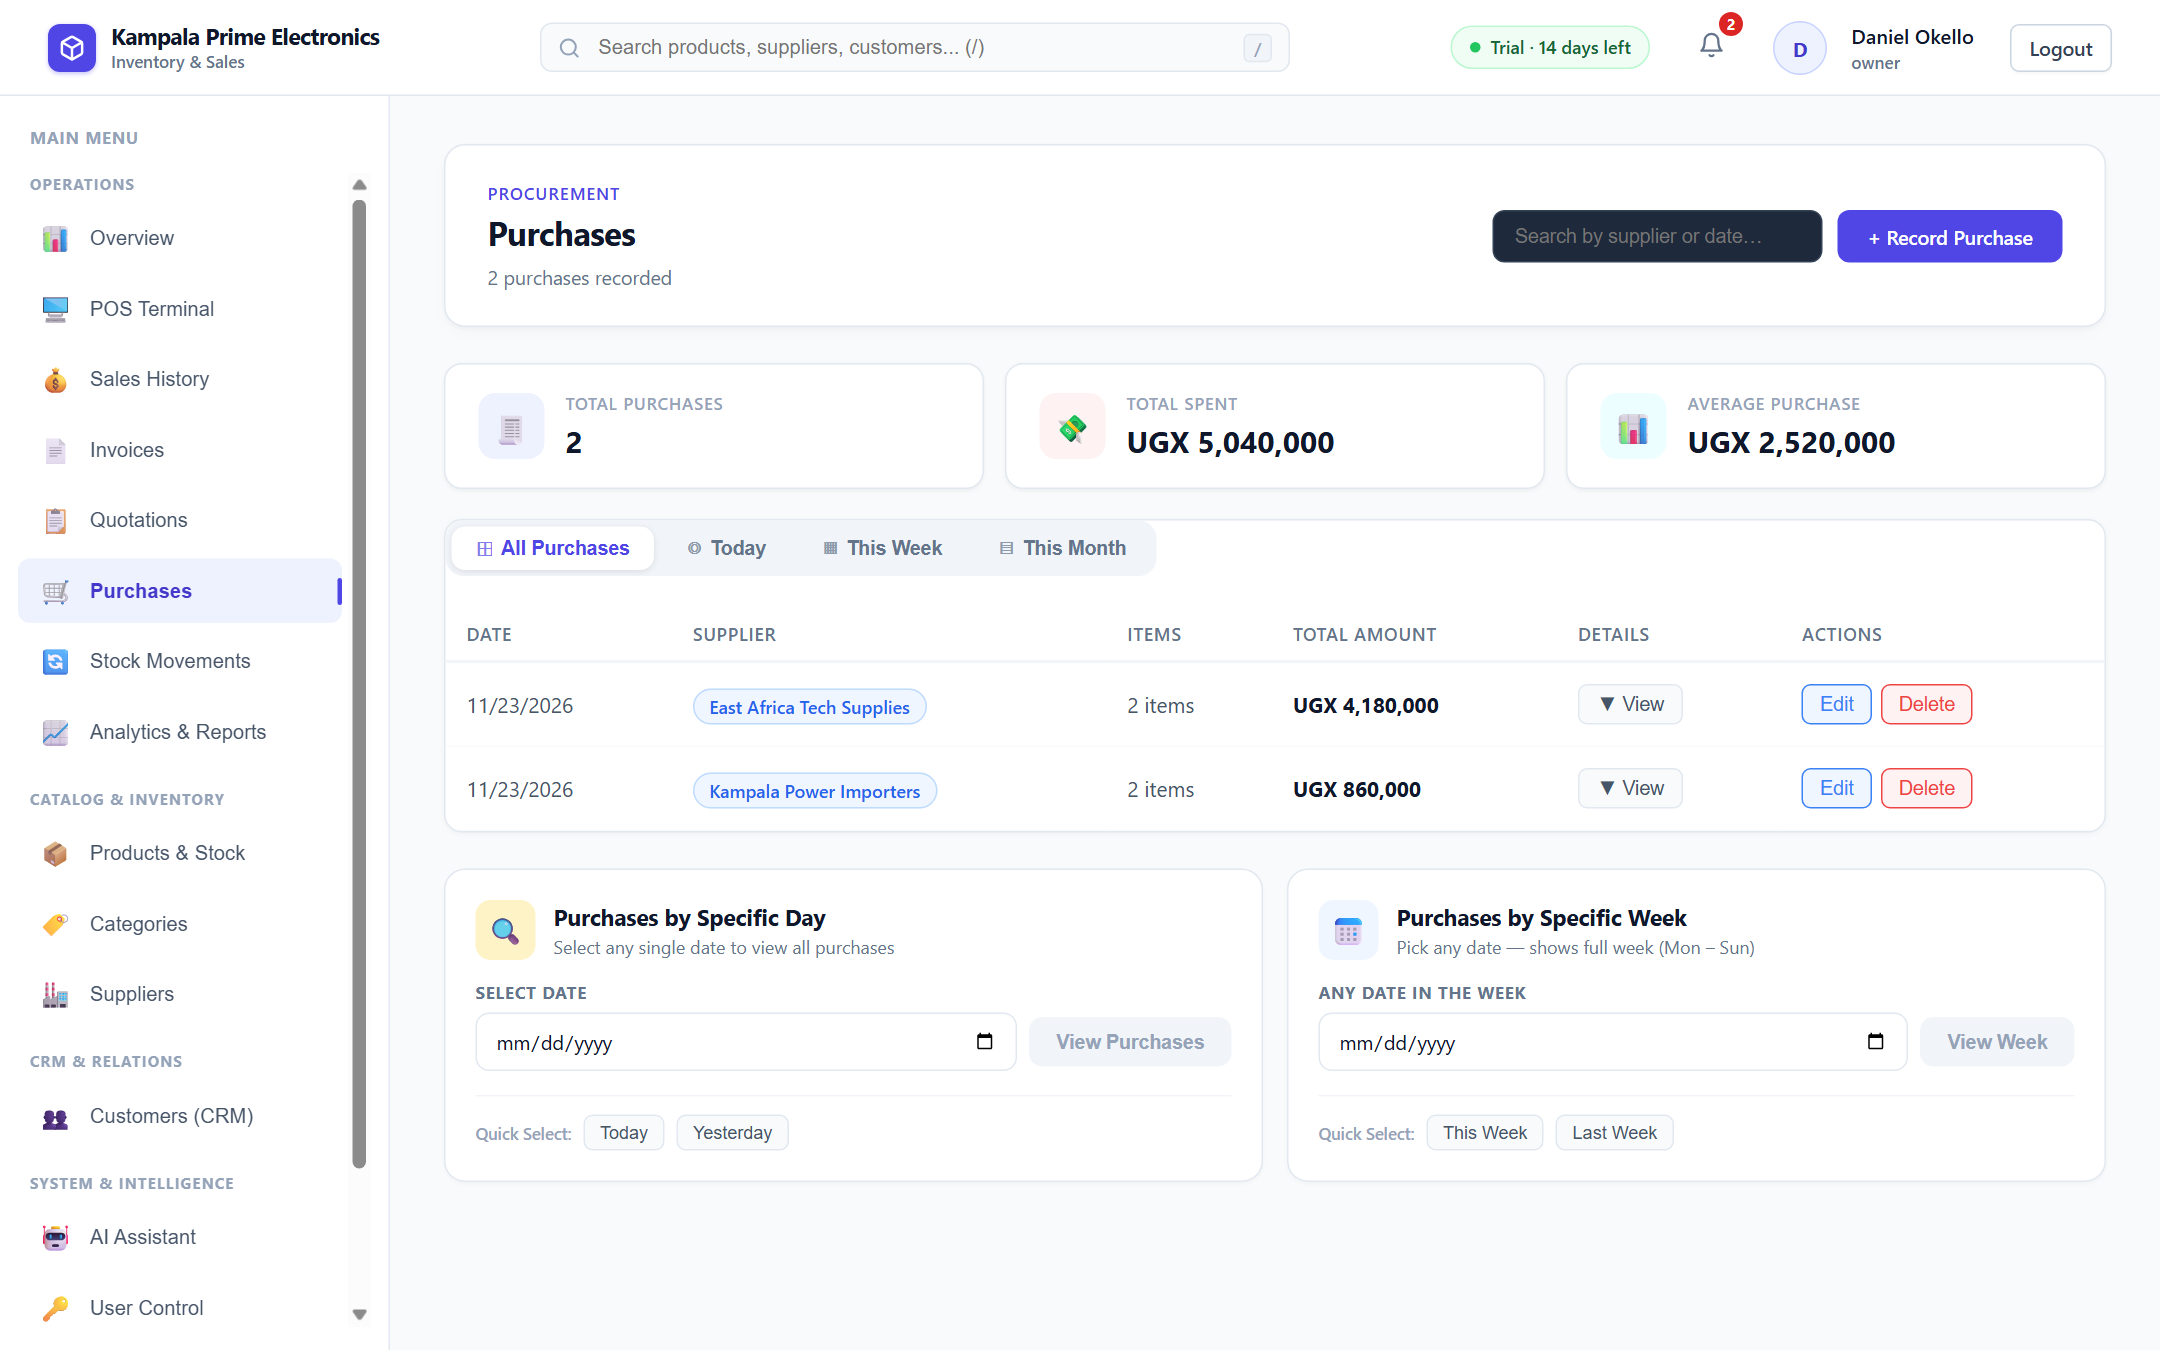 Kampala Prime Electronics
Inventory & Sales
Search products, suppliers, customers... (/)
/
Trial · 14 days left
2
D
Daniel Okello
owner
Logout
MAIN MENU
OPERATIONS
Overview
POS Terminal
Sales History
Invoices
Quotations
Purchases
Stock Movements
Analytics & Reports
CATALOG & INVENTORY
Products & Stock
Categories
Suppliers
CRM & RELATIONS
Customers (CRM)
SYSTEM & INTELLIGENCE
AI Assistant
User Control
PROCUREMENT
Purchases
2 purchases recorded
Search by supplier or date…
+ Record Purchase
TOTAL PURCHASES
2
TOTAL SPENT
UGX 5,040,000
AVERAGE PURCHASE
UGX 2,520,000
All Purchases Today This Week This Month
DATE SUPPLIER ITEMS TOTAL AMOUNT DETAILS ACTIONS
11/23/2026 East Africa Tech Supplies 2 items UGX 4,180,000 ▼ View Edit Delete
11/23/2026 Kampala Power Importers 2 items UGX 860,000 ▼ View Edit Delete
Purchases by Specific Day
Select any single date to view all purchases
SELECT DATE
mm/dd/yyyy View Purchases
Quick Select: Today Yesterday
Purchases by Specific Week
Pick any date — shows full week (Mon – Sun)
ANY DATE IN THE WEEK
mm/dd/yyyy View Week
Quick Select: This Week Last Week